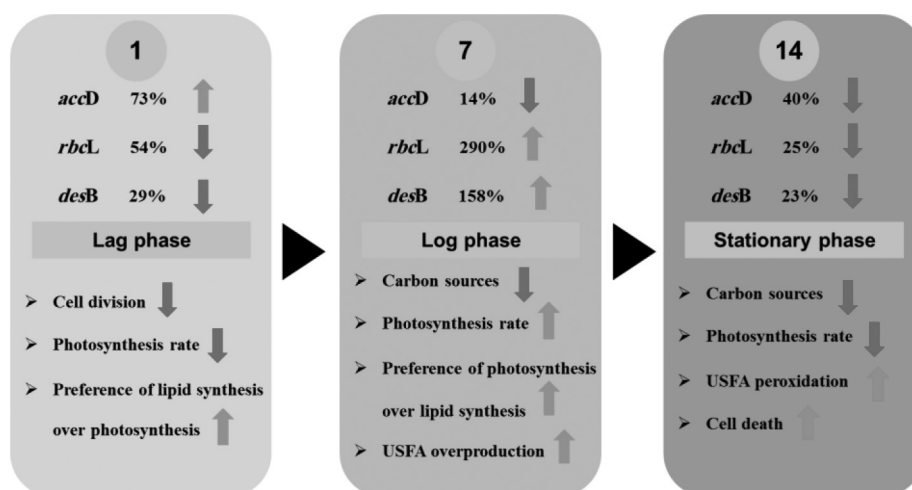 1
accD 73%
rbcL 54%
desB 29%
Lag phase
➢ Cell division
➢ Photosynthesis rate
➢ Preference of lipid synthesis
over photosynthesis
7
accD 14%
rbcL 290%
desB 158%
Log phase
➢ Carbon sources
➢ Photosynthesis rate
➢ Preference of photosynthesis
over lipid synthesis
➢ USFA overproduction
14
accD 40%
rbcL 25%
desB 23%
Stationary phase
➢ Carbon sources
➢ Photosynthesis rate
➢ USFA peroxidation
➢ Cell death